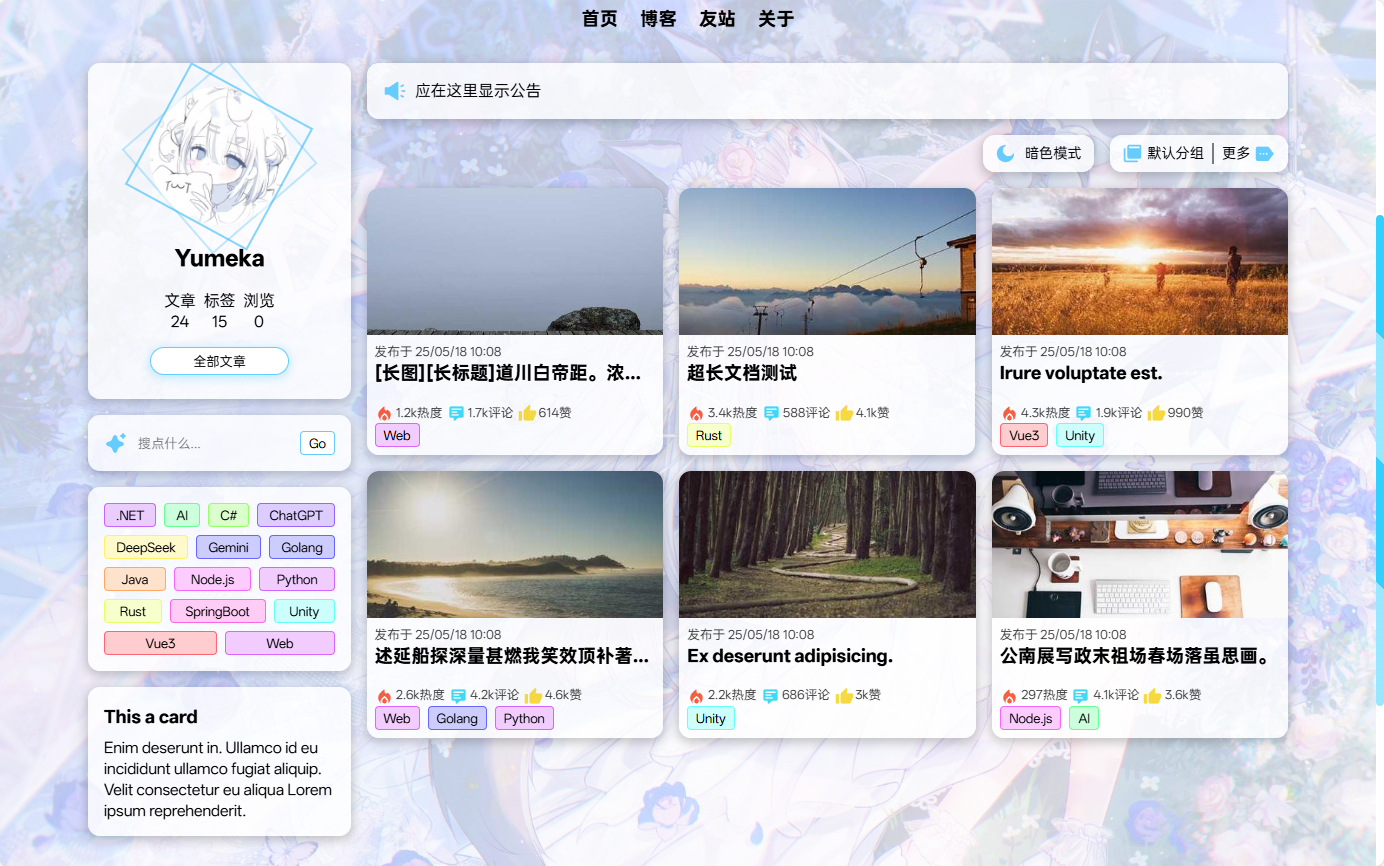 首页 博客 友站 关于
Yumeka
文章 标签 浏览
24 15 0
全部文章
搜点什么... Go
.NET AI C# ChatGPT
DeepSeek Gemini Golang
Java Node.js Python
Rust SpringBoot Unity
Vue3 Web
This a card
Enim deserunt in. Ullamco id eu
incididunt ullamco fugiat aliquip.
Velit consectetur eu aliqua Lorem
ipsum reprehenderit.
应在这里显示公告
暗色模式 默认分组 | 更多
发布于 25/05/18 10:08
[长图][长标题]道川白帝距。浓...
1.2k热度 1.7k评论 614赞
Web
发布于 25/05/18 10:08
超长文档测试
3.4k热度 588评论 4.1k赞
Rust
发布于 25/05/18 10:08
Irure voluptate est.
4.3k热度 1.9k评论 990赞
Vue3 Unity
发布于 25/05/18 10:08
述延船探深量甚燃我笑效顶补著...
2.6k热度 4.2k评论 4.6k赞
Web Golang Python
发布于 25/05/18 10:08
Ex deserunt adipisicing.
2.2k热度 686评论 3k赞
Unity
发布于 25/05/18 10:08
公南展写政末祖场春场落虽思画。
297热度 4.1k评论 3.6k赞
Node.js AI